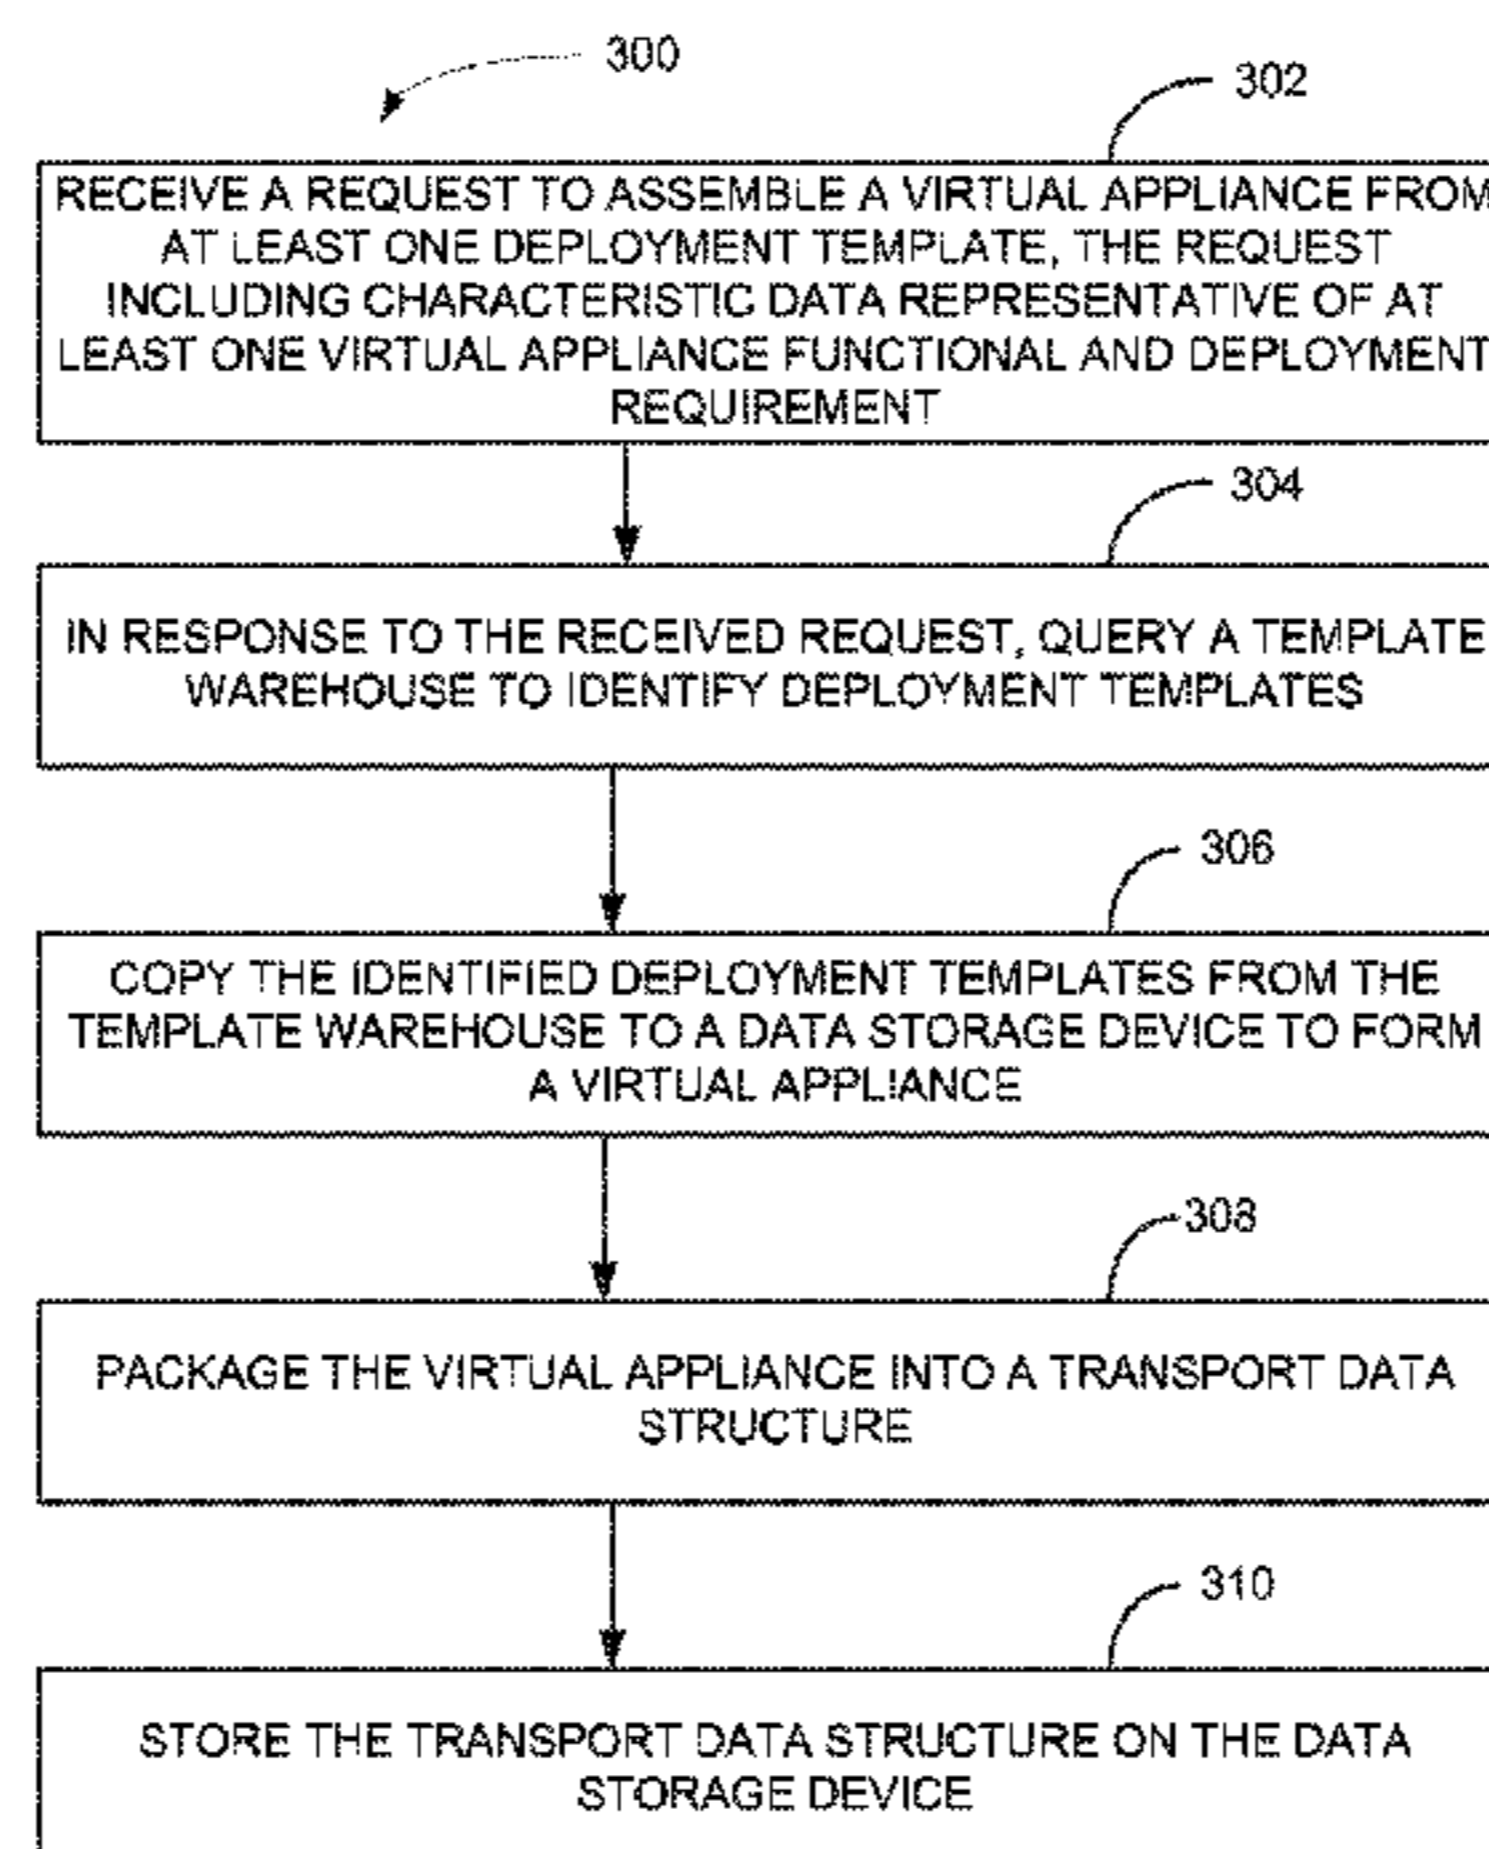 300
302
RECEIVE A REQUEST TO ASSEMBLE A VIRTUAL APPLIANCE FROM
AT LEAST ONE DEPLOYMENT TEMPLATE, THE REQUEST
INCLUDING CHARACTERISTIC DATA REPRESENTATIVE OF AT
LEAST ONE VIRTUAL APPLIANCE FUNCTIONAL AND DEPLOYMENT
REQUIREMENT
304
IN RESPONSE TO THE RECEIVED REQUEST, QUERY A TEMPLATE
WAREHOUSE TO IDENTIFY DEPLOYMENT TEMPLATES
306
COPY THE IDENTIFIED DEPLOYMENT TEMPLATES FROM THE
TEMPLATE WAREHOUSE TO A DATA STORAGE DEVICE TO FORM
A VIRTUAL APPLIANCE
308
PACKAGE THE VIRTUAL APPLIANCE INTO A TRANSPORT DATA
STRUCTURE
310
STORE THE TRANSPORT DATA STRUCTURE ON THE DATA
STORAGE DEVICE